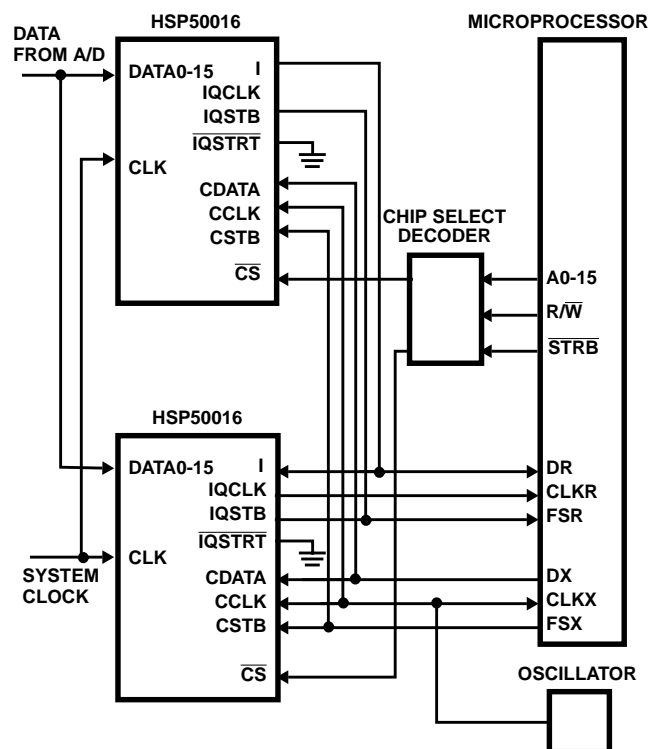 HSP50016
MICROPROCESSOR
DATA
FROM A/D
DATA0-15
I
IQCLK
IQSTB
IQSTRT
CLK
CDATA
CCLK
CSTB
CS
CHIP SELECT
DECODER
A0-15
R/W
STRB
HSP50016
DATA0-15
I
IQCLK
IQSTB
IQSTRT
CLK
SYSTEM
CLOCK
CDATA
CCLK
CSTB
CS
DR
CLKR
FSR
DX
CLKX
FSX
OSCILLATOR